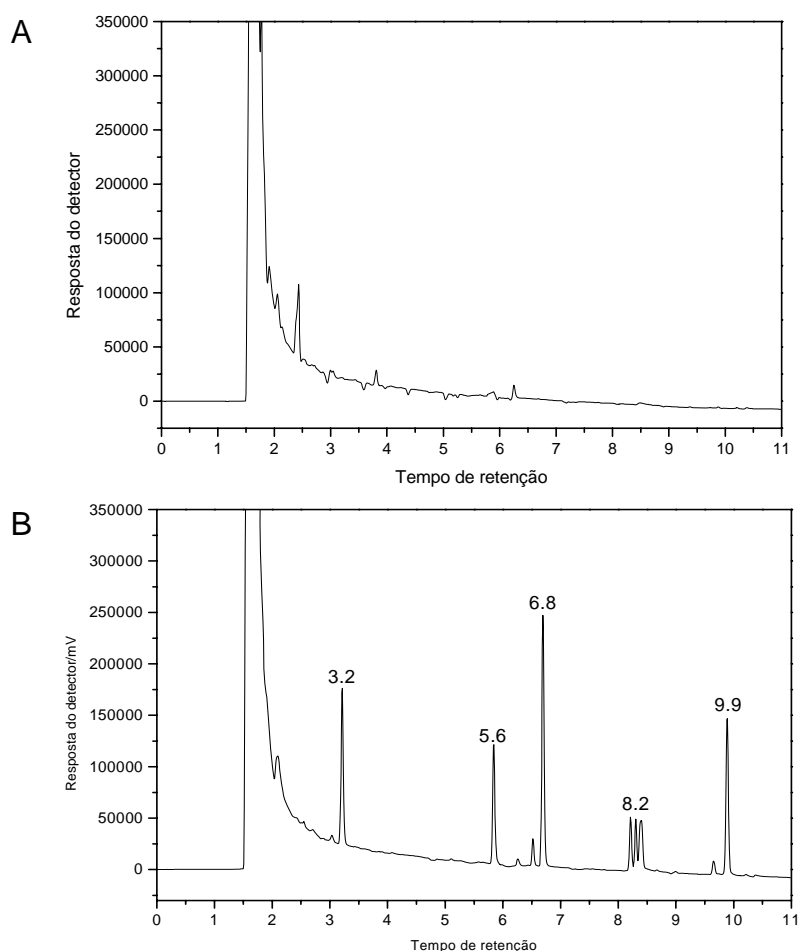 A
350000
300000
250000
200000
150000
100000
50000
0
Resposta do detector
0 1 2 3 4 5 6 7 8 9 10 11
Tempo de retenção
B
350000
300000
250000
200000
150000
100000
50000
0
Resposta do detector/mV
3.2
5.6
6.8
8.2
9.9
0 1 2 3 4 5 6 7 8 9 10 11
Tempo de retenção